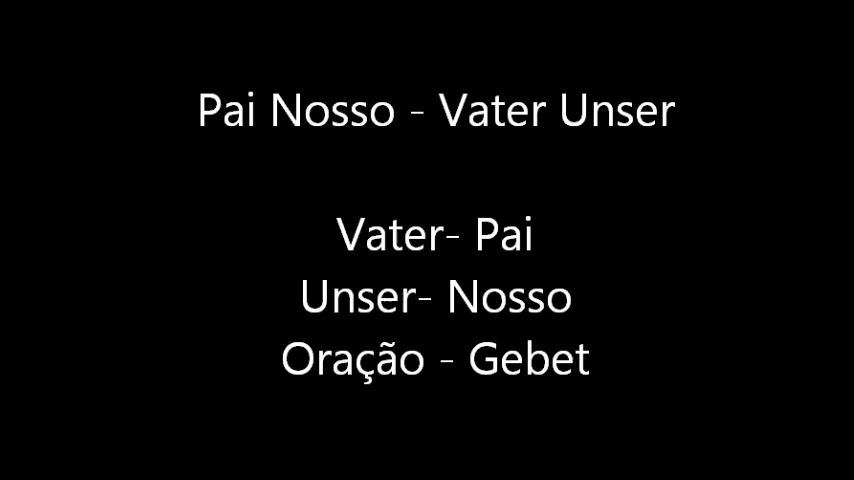 Pai Nosso - Vater Unser
Vater- Pai
Unser- Nosso
Oração - Gebet